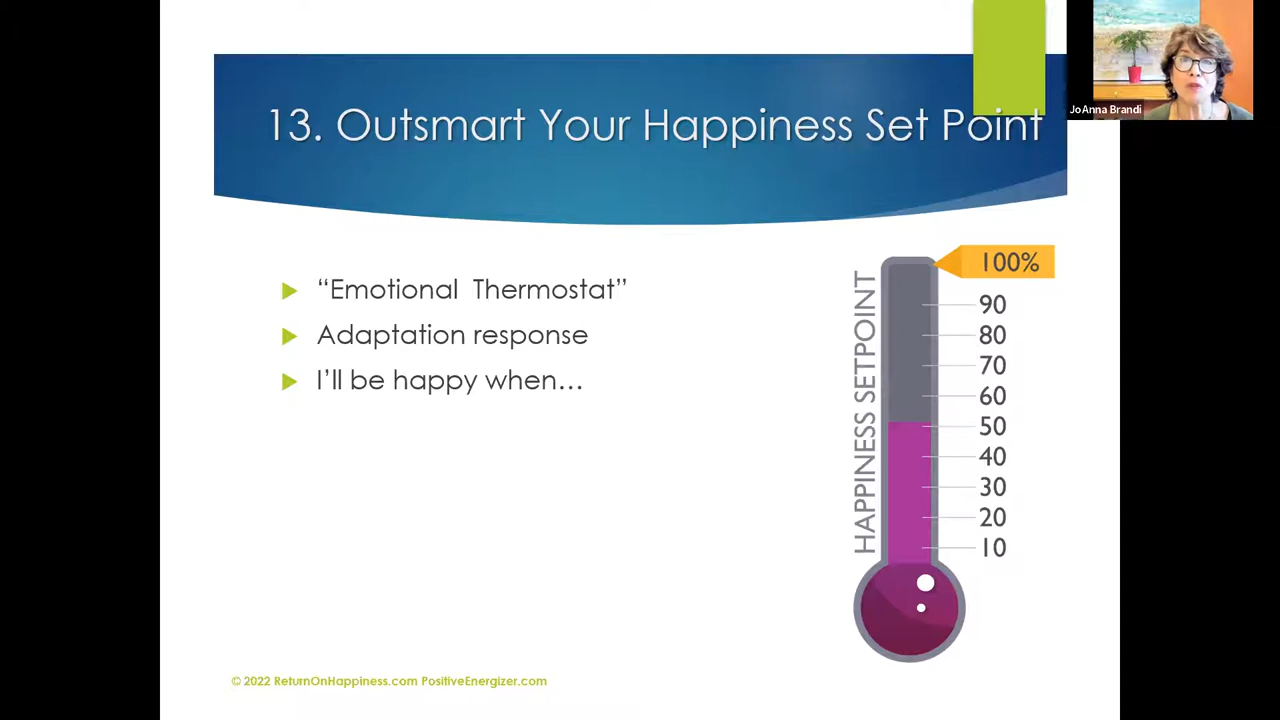 13. Outsmart Your Happiness Set Point
JoAnna Brandi
“Emotional Thermostat”
Adaptation response
I’ll be happy when…
HAPPINESS SETPOINT
100%
90
80
70
60
50
40
30
20
10
© 2022 ReturnOnHappiness.com PositiveEnergizer.com